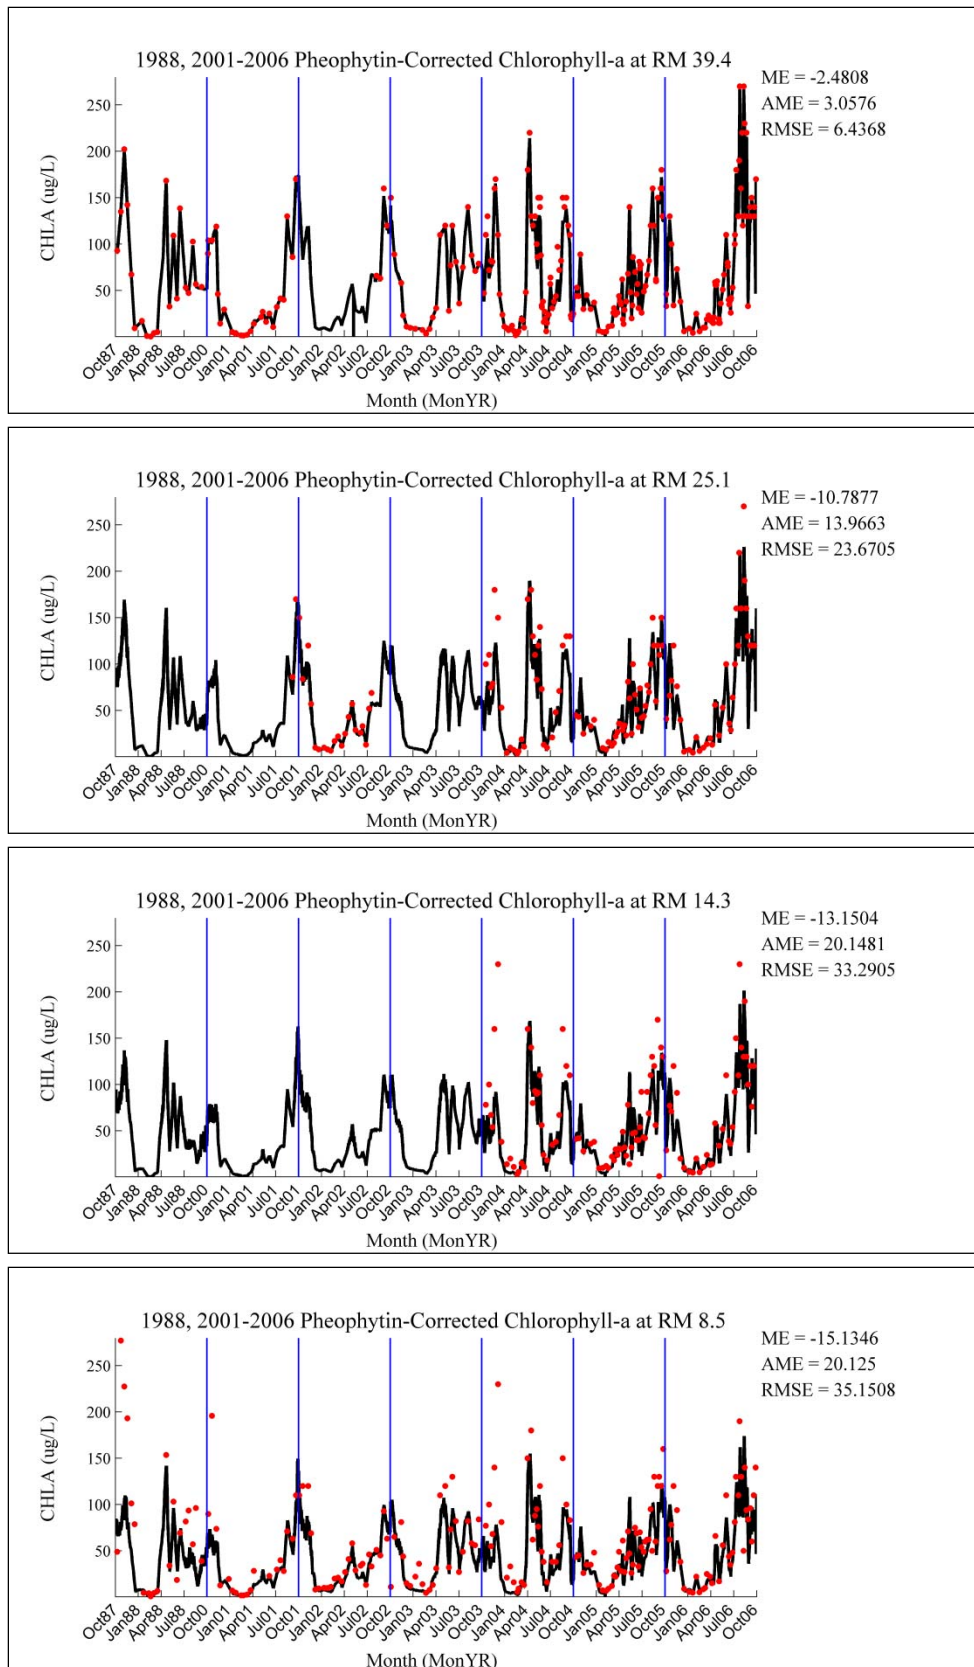 1988, 2001-2006 Pheophytin-Corrected Chlorophyll-a at RM 39.4
ME = -2.4808
AME = 3.0576
RMSE = 6.4368
CHLA (ug/L)
250
200
150
100
50
Oct87 Jan88 Apr88 Jul88 Oct00 Jan01 Apr01 Jul01 Oct01 Jan02 Apr02 Jul02 Oct02 Jan03 Apr03 Jul03 Oct03 Jan04 Apr04 Jul04 Oct04 Jan05 Apr05 Jul05 Oct05 Jan06 Apr06 Jul06 Oct06
Month (MonYR)
1988, 2001-2006 Pheophytin-Corrected Chlorophyll-a at RM 25.1
ME = -10.7877
AME = 13.9663
RMSE = 23.6705
CHLA (ug/L)
250
200
150
100
50
Oct87 Jan88 Apr88 Jul88 Oct00 Jan01 Apr01 Jul01 Oct01 Jan02 Apr02 Jul02 Oct02 Jan03 Apr03 Jul03 Oct03 Jan04 Apr04 Jul04 Oct04 Jan05 Apr05 Jul05 Oct05 Jan06 Apr06 Jul06 Oct06
Month (MonYR)
1988, 2001-2006 Pheophytin-Corrected Chlorophyll-a at RM 14.3
ME = -13.1504
AME = 20.1481
RMSE = 33.2905
CHLA (ug/L)
250
200
150
100
50
Oct87 Jan88 Apr88 Jul88 Oct00 Jan01 Apr01 Jul01 Oct01 Jan02 Apr02 Jul02 Oct02 Jan03 Apr03 Jul03 Oct03 Jan04 Apr04 Jul04 Oct04 Jan05 Apr05 Jul05 Oct05 Jan06 Apr06 Jul06 Oct06
Month (MonYR)
1988, 2001-2006 Pheophytin-Corrected Chlorophyll-a at RM 8.5
ME = -15.1346
AME = 20.125
RMSE = 35.1508
CHLA (ug/L)
250
200
150
100
50
Oct87 Jan88 Apr88 Jul88 Oct00 Jan01 Apr01 Jul01 Oct01 Jan02 Apr02 Jul02 Oct02 Jan03 Apr03 Jul03 Oct03 Jan04 Apr04 Jul04 Oct04 Jan05 Apr05 Jul05 Oct05 Jan06 Apr06 Jul06 Oct06
Month (MonYR)